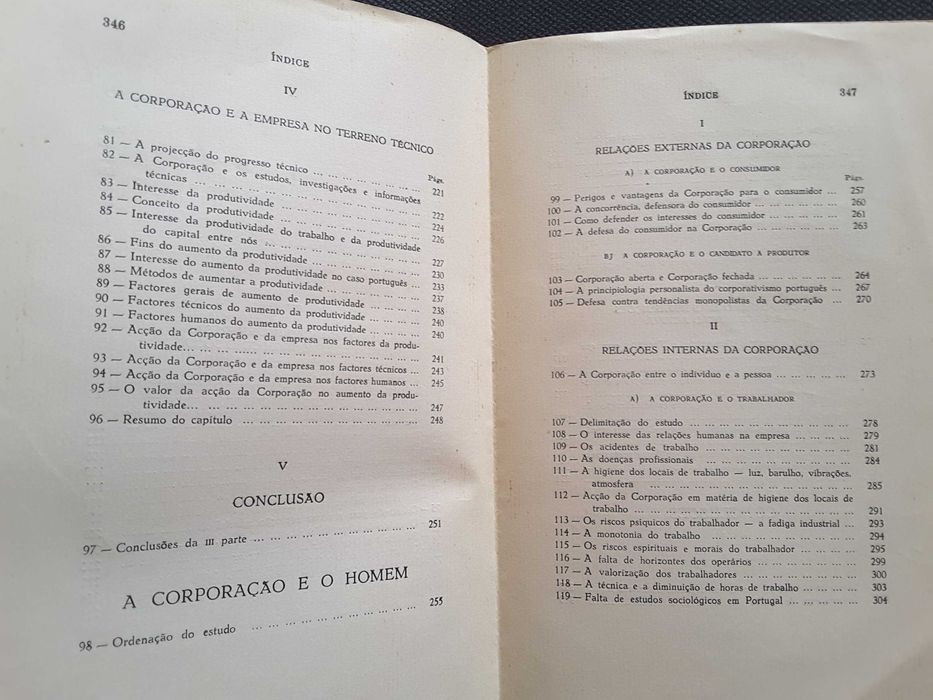 346
ÍNDICE
IV
A CORPORAÇÃO E A EMPRESA NO TERRENO TÉCNICO
Págs.
81 — A projecção do progresso técnico ... ... ... ... ... ... ... 221
82 — A Corporação e os estudos, investigações e informações
técnicas ... ... ... ... ... ... ... ... ... ... ... 222
83 — Interesse da produtividade ... ... ... ... ... ... ... 224
84 — Conceito da produtividade ... ... ... ... ... ... ... 226
85 — Interesse da produtividade do trabalho e da produtividade
do capital entre nós ... ... ... ... ... ... ... ... 227
86 — Fins do aumento da produtividade ... ... ... ... ... 230
87 — Interesse do aumento da produtividade no caso português ... 233
88 — Métodos de aumentar a produtividade ... ... ... ... 237
89 — Factores gerais de aumento de produtividade ... ... ... 238
90 — Factores técnicos do aumento da produtividade ... ... ... 240
91 — Factores humanos do aumento da produtividade ... ... ... 240
92 — Acção da Corporação e da empresa nos factores da produ-
tividade... ... ... ... ... ... ... ... ... ... ... 241
93 — Acção da Corporação e da empresa nos factores técnicos ... 243
94 — Acção da Corporação e da empresa nos factores humanos ... 245
95 — O valor da acção da Corporação no aumento da produ-
tividade... ... ... ... ... ... ... ... ... ... ... 247
96 — Resumo do capítulo ... ... ... ... ... ... ... ... ... 248
V
CONCLUSÃO
97 — Conclusões da III parte ... ... ... ... ... ... ... ... 251
A CORPORAÇÃO E O HOMEM
98 — Ordenação do estudo ... ... ... ... ... ... ... ... 255
ÍNDICE 347
I
RELAÇÕES EXTERNAS DA CORPORAÇÃO
A) A CORPORAÇÃO E O CONSUMIDOR
Págs.
99 — Perigos e vantagens da Corporação para o consumidor ... 257
100 — A concorrência, defensora do consumidor ... ... ... ... 260
101 — Como defender os interesses do consumidor ... ... ... 261
102 — A defesa do consumidor na Corporação ... ... ... ... 263
B) A CORPORAÇÃO E O CANDIDATO A PRODUTOR
103 — Corporação aberta e Corporação fechada ... ... ... ... 264
104 — A principiologia personalista do corporativismo português ... 267
105 — Defesa contra tendências monopolistas da Corporação ... 270
II
RELAÇÕES INTERNAS DA CORPORAÇÃO
106 — A Corporação entre o indivíduo e a pessoa ... ... ... ... 273
A) A CORPORAÇÃO E O TRABALHADOR
107 — Delimitação do estudo ... ... ... ... ... ... ... 278
108 — O interesse das relações humanas na empresa ... ... ... 279
109 — Os acidentes de trabalho ... ... ... ... ... ... ... 281
110 — As doenças profissionais ... ... ... ... ... ... ... 284
111 — A higiene dos locais de trabalho — luz, barulho, vibrações,
atmosfera ... ... ... ... ... ... ... ... ... ... 285
112 — Acção da Corporação em matéria de higiene dos locais de
trabalho ... ... ... ... ... ... ... ... ... ... 291
113 — Os riscos psíquicos do trabalhador — a fadiga industrial ... 293
114 — A monotonia do trabalho ... ... ... ... ... ... ... 294
115 — Os riscos espirituais e morais do trabalhador ... ... ... 295
116 — A falta de horizontes dos operários ... ... ... ... ... 299
117 — A valorização dos trabalhadores ... ... ... ... ... ... 300
118 — A técnica e a diminuição de horas de trabalho ... ... ... 303
119 — Falta de estudos sociológicos em Portugal ... ... ... ... 304